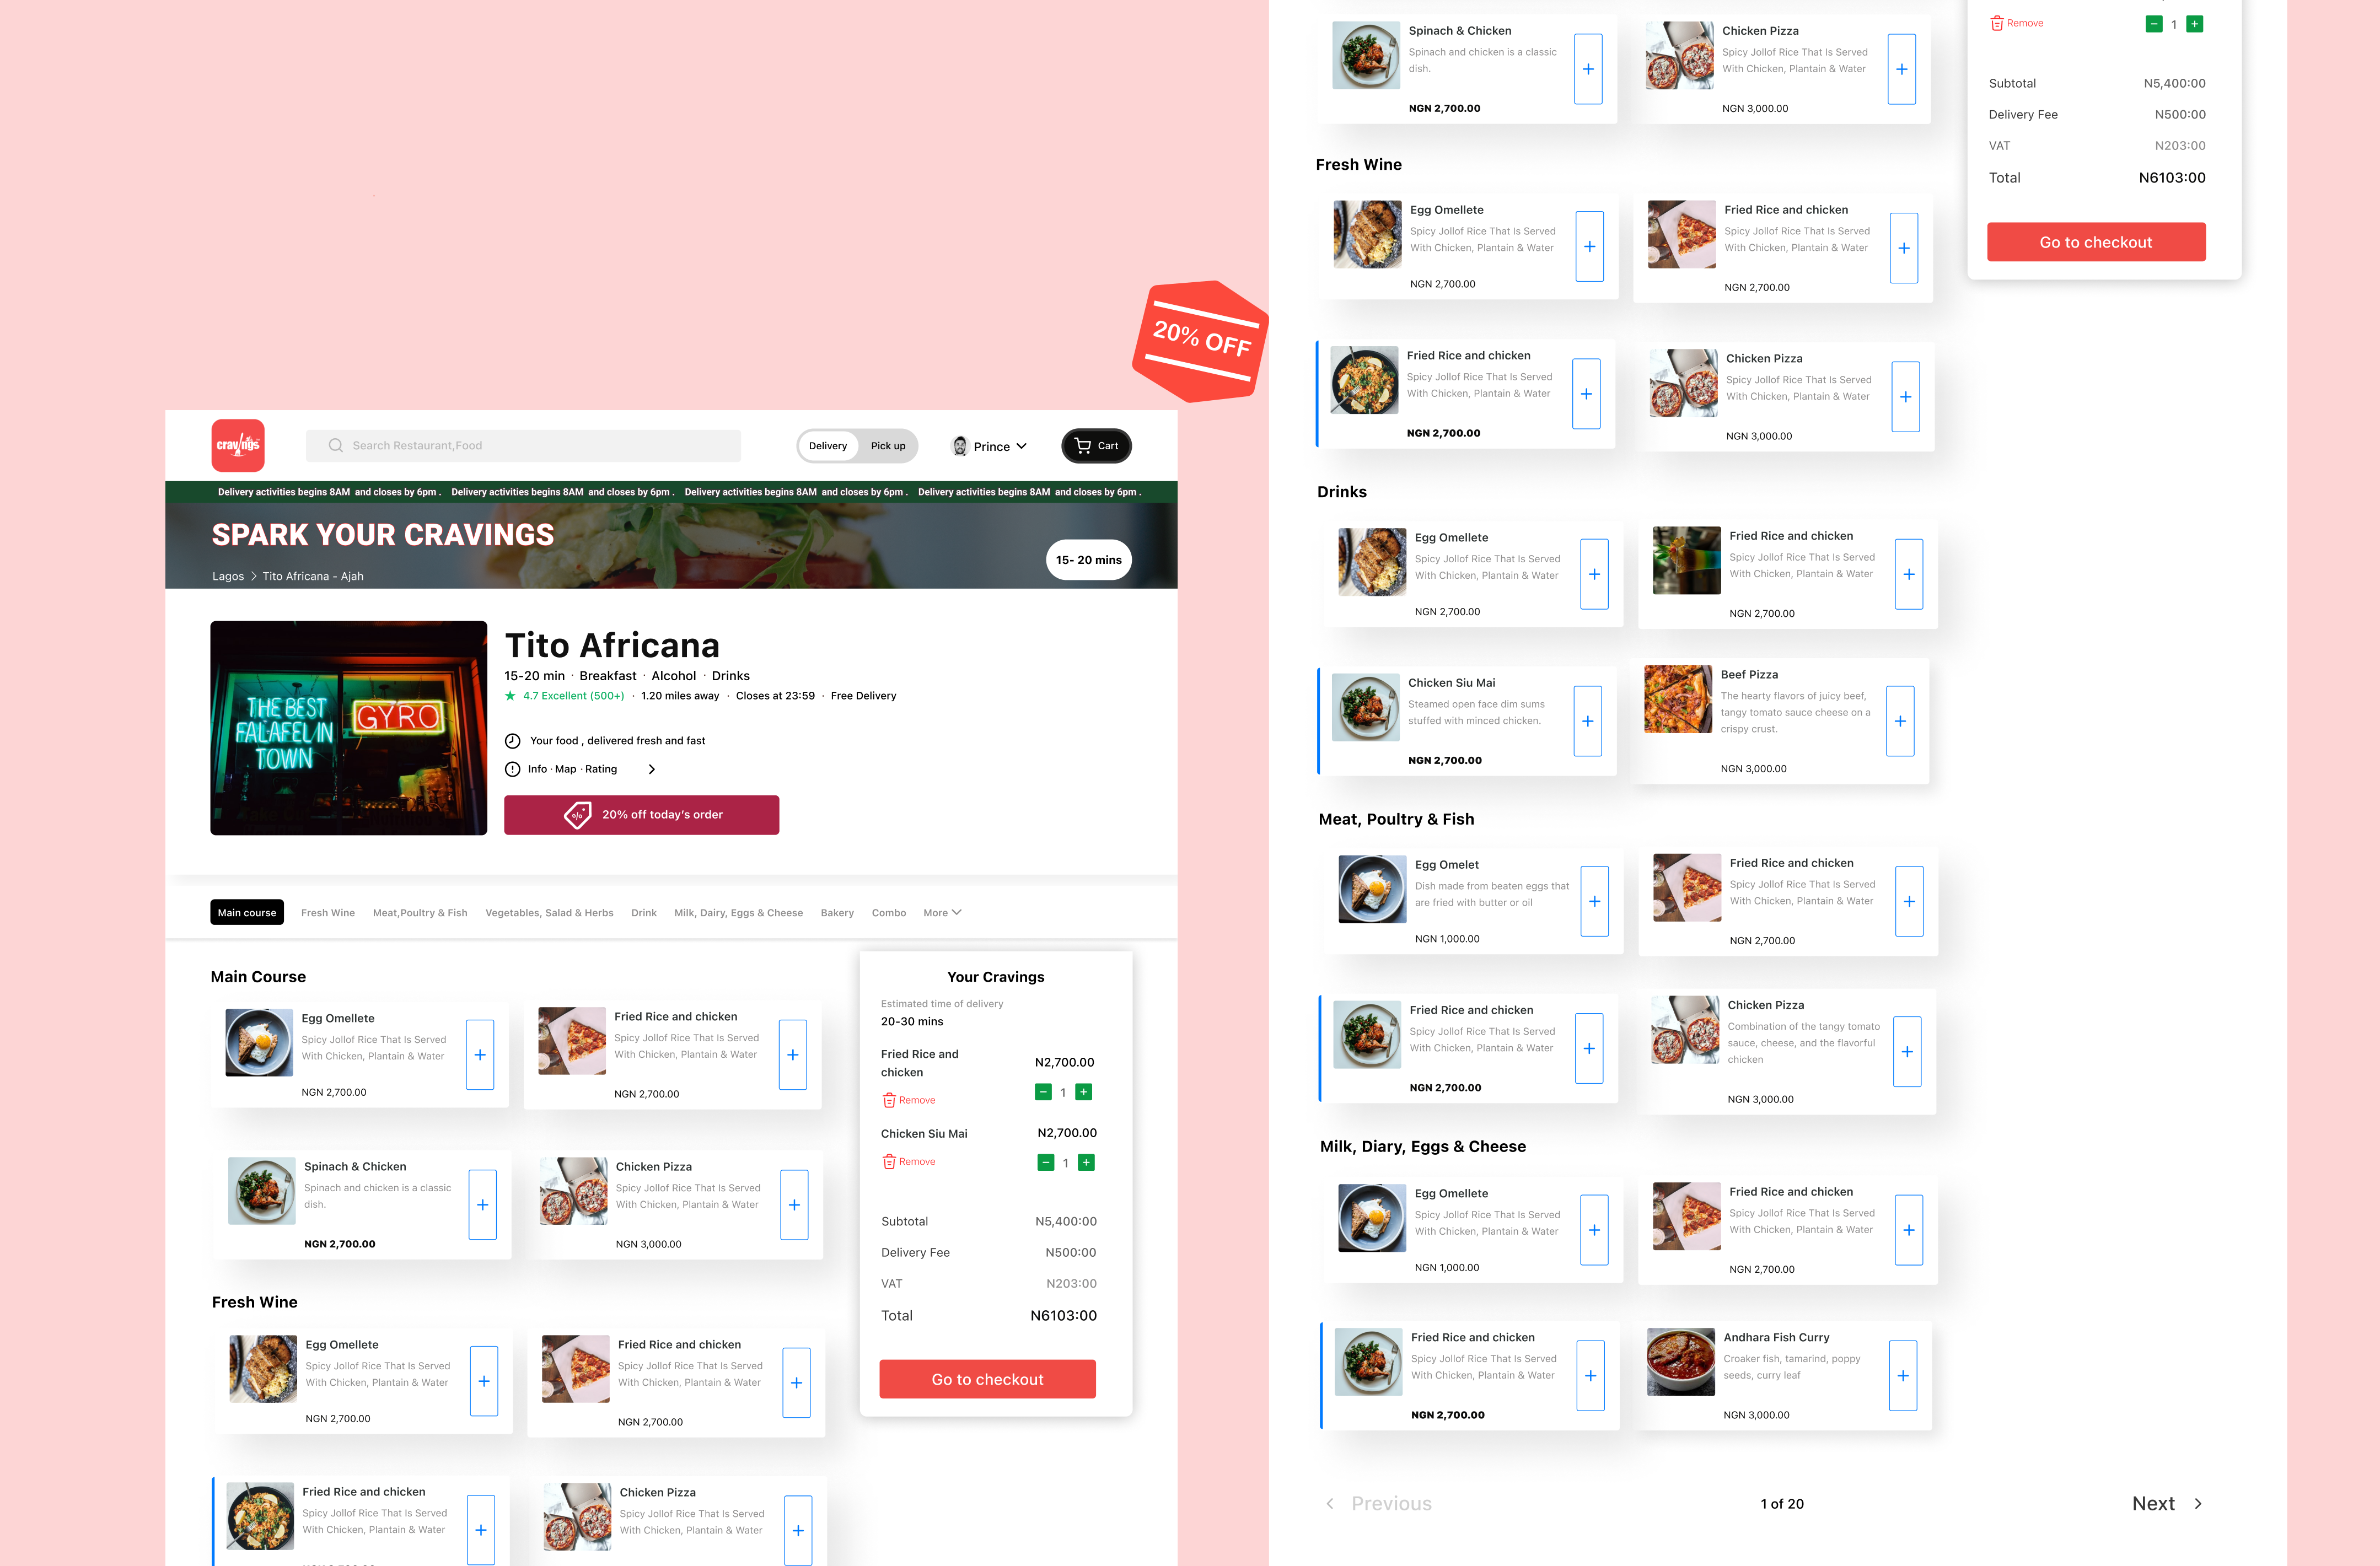 20% OFF
cravings
Search Restaurant,Food
Delivery
Pick up
Prince
Cart
Delivery activities begins 8AM and closes by 6pm . Delivery activities begins 8AM and closes by 6pm . Delivery activities begins 8AM and closes by 6pm . Delivery activities begins 8AM and closes by 6pm .
SPARK YOUR CRAVINGS
15- 20 mins
Lagos > Tito Africana - Ajah
THE BEST
FALAFEL IN
TOWN
GYRO
Tito Africana
15-20 min · Breakfast · Alcohol · Drinks
4.7 Excellent (500+) · 1.20 miles away · Closes at 23:59 · Free Delivery
Your food , delivered fresh and fast
Info · Map · Rating
20% off today's order
Main course
Fresh Wine
Meat,Poultry & Fish
Vegetables, Salad & Herbs
Drink
Milk, Dairy, Eggs & Cheese
Bakery
Combo
More
Main Course
Egg Omellete
Spicy Jollof Rice That Is Served
With Chicken, Plantain & Water
NGN 2,700.00
Fried Rice and chicken
Spicy Jollof Rice That Is Served
With Chicken, Plantain & Water
NGN 2,700.00
Spinach & Chicken
Spinach and chicken is a classic
dish.
NGN 2,700.00
Chicken Pizza
Spicy Jollof Rice That Is Served
With Chicken, Plantain & Water
NGN 3,000.00
Fresh Wine
Egg Omellete
Spicy Jollof Rice That Is Served
With Chicken, Plantain & Water
NGN 2,700.00
Fried Rice and chicken
Spicy Jollof Rice That Is Served
With Chicken, Plantain & Water
NGN 2,700.00
Fried Rice and chicken
Spicy Jollof Rice That Is Served
With Chicken, Plantain & Water
Chicken Pizza
Spicy Jollof Rice That Is Served
With Chicken, Plantain & Water
Your Cravings
Estimated time of delivery
20-30 mins
Fried Rice and
chicken
N2,700.00
Remove
1
Chicken Siu Mai
N2,700.00
Remove
1
Subtotal N5,400:00
Delivery Fee N500:00
VAT N203:00
Total N6103:00
Go to checkout
Spinach & Chicken
Spinach and chicken is a classic
dish.
NGN 2,700.00
Chicken Pizza
Spicy Jollof Rice That Is Served
With Chicken, Plantain & Water
NGN 3,000.00
Fresh Wine
Egg Omellete
Spicy Jollof Rice That Is Served
With Chicken, Plantain & Water
NGN 2,700.00
Fried Rice and chicken
Spicy Jollof Rice That Is Served
With Chicken, Plantain & Water
NGN 2,700.00
Fried Rice and chicken
Spicy Jollof Rice That Is Served
With Chicken, Plantain & Water
NGN 2,700.00
Chicken Pizza
Spicy Jollof Rice That Is Served
With Chicken, Plantain & Water
NGN 3,000.00
Drinks
Egg Omellete
Spicy Jollof Rice That Is Served
With Chicken, Plantain & Water
NGN 2,700.00
Fried Rice and chicken
Spicy Jollof Rice That Is Served
With Chicken, Plantain & Water
NGN 2,700.00
Chicken Siu Mai
Steamed open face dim sums
stuffed with minced chicken.
NGN 2,700.00
Beef Pizza
The hearty flavors of juicy beef,
tangy tomato sauce cheese on a
crispy crust.
NGN 3,000.00
Meat, Poultry & Fish
Egg Omelet
Dish made from beaten eggs that
are fried with butter or oil
NGN 1,000.00
Fried Rice and chicken
Spicy Jollof Rice That Is Served
With Chicken, Plantain & Water
NGN 2,700.00
Fried Rice and chicken
Spicy Jollof Rice That Is Served
With Chicken, Plantain & Water
NGN 2,700.00
Chicken Pizza
Combination of the tangy tomato
sauce, cheese, and the flavorful
chicken
NGN 3,000.00
Milk, Diary, Eggs & Cheese
Egg Omellete
Spicy Jollof Rice That Is Served
With Chicken, Plantain & Water
NGN 1,000.00
Fried Rice and chicken
Spicy Jollof Rice That Is Served
With Chicken, Plantain & Water
NGN 2,700.00
Fried Rice and chicken
Spicy Jollof Rice That Is Served
With Chicken, Plantain & Water
NGN 2,700.00
Andhara Fish Curry
Croaker fish, tamarind, poppy
seeds, curry leaf
NGN 3,000.00
Previous
1 of 20
Next
Remove
1
Subtotal N5,400:00
Delivery Fee N500:00
VAT N203:00
Total N6103:00
Go to checkout